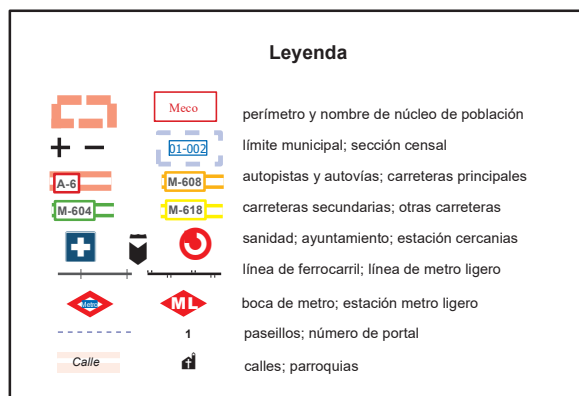 Leyenda
Meco perímetro y nombre de núcleo de población
01-002 límite municipal; sección censal
A-6 M-608 autopistas y autovías; carreteras principales
M-604 M-618 carreteras secundarias; otras carreteras
sanidad; ayuntamiento; estación cercanias
línea de ferrocarril; línea de metro ligero
Metro ML boca de metro; estación metro ligero
1 paseillos; número de portal
Calle calles; parroquias